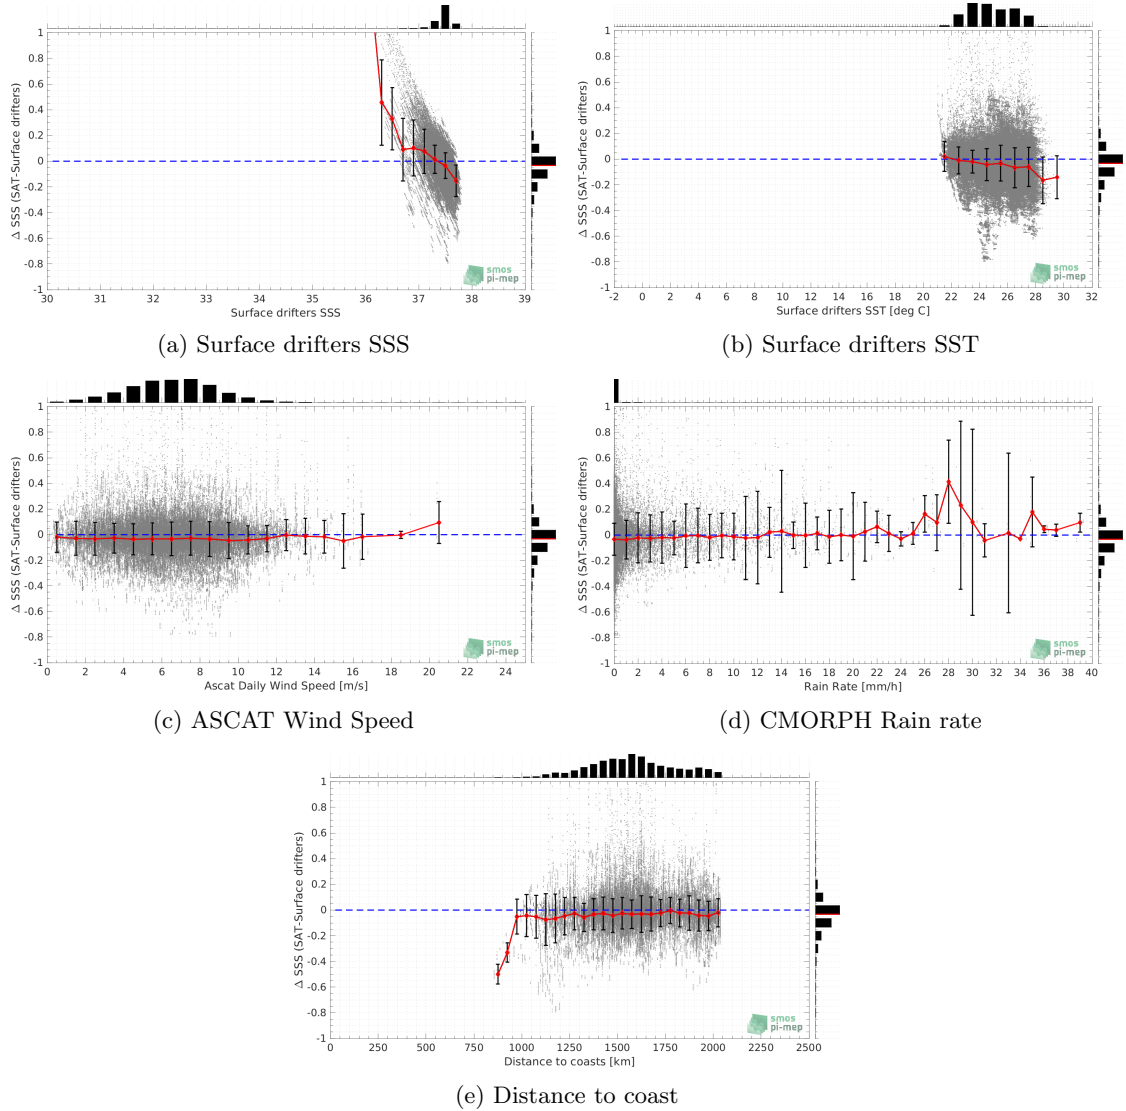 1
0.8
0.6
0.4
0.2
0
-0.2
-0.4
-0.6
-0.8
-1
Δ SSS (SAT-Surface drifters)
30 31 32 33 34 35 36 37 38 39
Surface drifters SSS
smos
pi-mep
(a) Surface drifters SSS
1
0.8
0.6
0.4
0.2
0
-0.2
-0.4
-0.6
-0.8
-1
Δ SSS (SAT-Surface drifters)
-2 0 2 4 6 8 10 12 14 16 18 20 22 24 26 28 30 32
Surface drifters SST [deg C]
smos
pi-mep
(b) Surface drifters SST
1
0.8
0.6
0.4
0.2
0
-0.2
-0.4
-0.6
-0.8
-1
Δ SSS (SAT-Surface drifters)
0 2 4 6 8 10 12 14 16 18 20 22 24
Ascat Daily Wind Speed [m/s]
smos
pi-mep
(c) ASCAT Wind Speed
1
0.8
0.6
0.4
0.2
0
-0.2
-0.4
-0.6
-0.8
-1
Δ SSS (SAT-Surface drifters)
0 2 4 6 8 10 12 14 16 18 20 22 24 26 28 30 32 34 36 38 40
Rain Rate [mm/h]
smos
pi-mep
(d) CMORPH Rain rate
1
0.8
0.6
0.4
0.2
0
-0.2
-0.4
-0.6
-0.8
-1
Δ SSS (SAT-Surface drifters)
0 250 500 750 1000 1250 1500 1750 2000 2250 2500
Distance to coasts [km]
smos
pi-mep
(e) Distance to coast